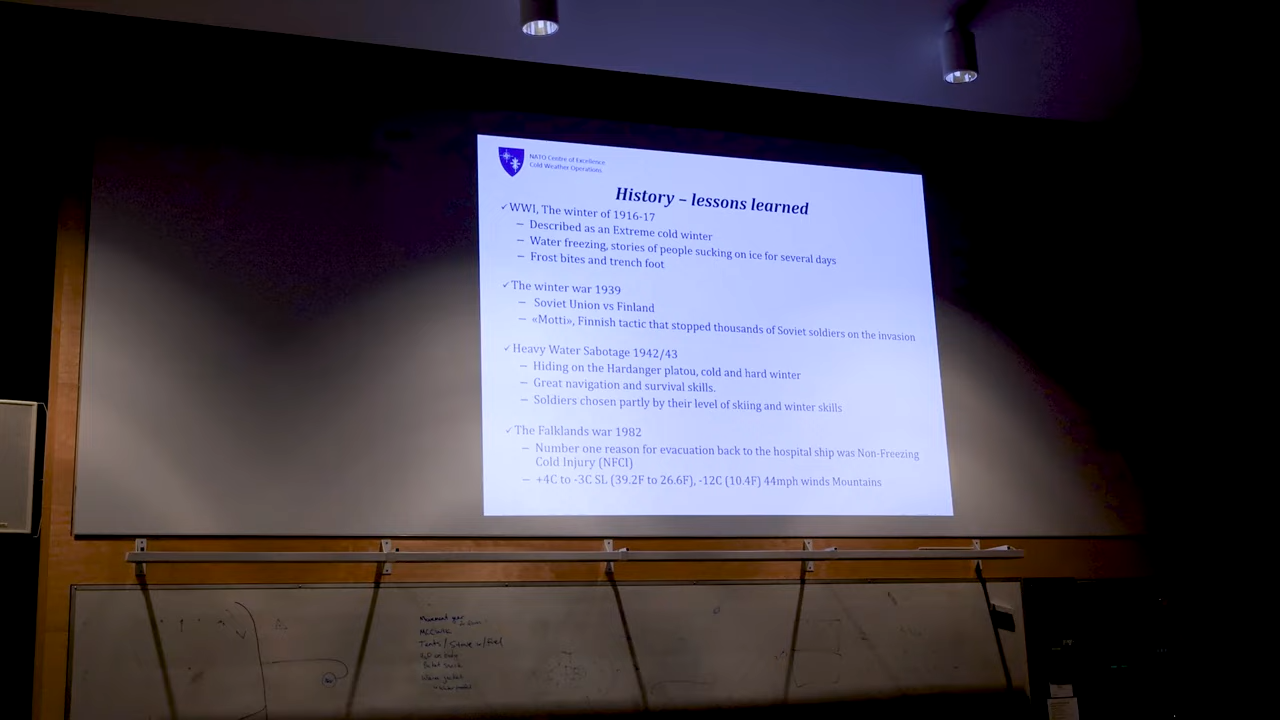 NATO Centre of Excellence
Cold Weather Operations
History – lessons learned
✓WWI, The winter of 1916-17
– Described as an Extreme cold winter
– Water freezing, stories of people sucking on ice for several days
– Frost bites and trench foot
✓The winter war 1939
– Soviet Union vs Finland
– «Motti», Finnish tactic that stopped thousands of Soviet soldiers on the invasion
✓Heavy Water Sabotage 1942/43
– Hiding on the Hardanger platou, cold and hard winter
– Great navigation and survival skills.
– Soldiers chosen partly by their level of skiing and winter skills
✓The Falklands war 1982
– Number one reason for evacuation back to the hospital ship was Non-Freezing
Cold Injury (NFCI)
– +4C to -3C SL (39.2F to 26.6F), -12C (10.4F) 44mph winds Mountains
Movement
Tents / Stove w/fuel